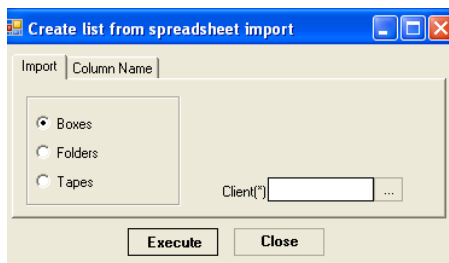 Create list from spreadsheet import
Import Column Name
Boxes
Folders
Tapes
Client(*) ...
Execute Close